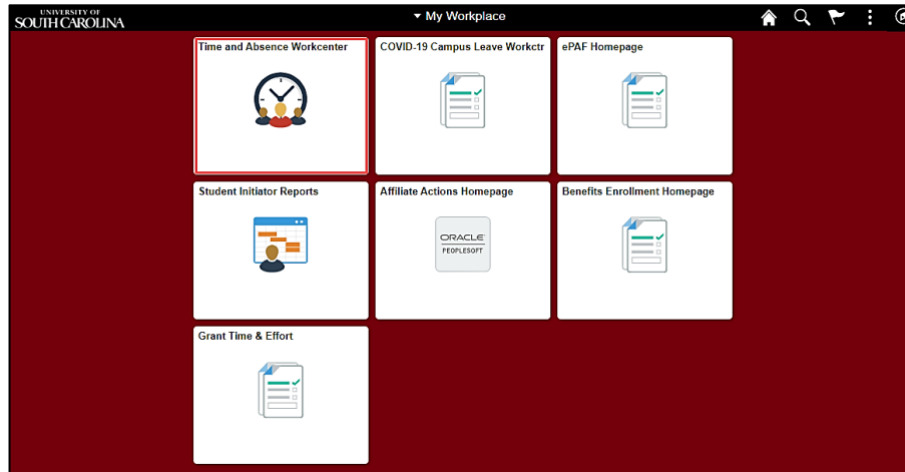 UNIVERSITY OF
SOUTH CAROLINA
My Workplace
Time and Absence Workcenter
COVID-19 Campus Leave Workctr
ePAF Homepage
Student Initiator Reports
Affiliate Actions Homepage
ORACLE
PEOPLESOFT
Benefits Enrollment Homepage
Grant Time & Effort